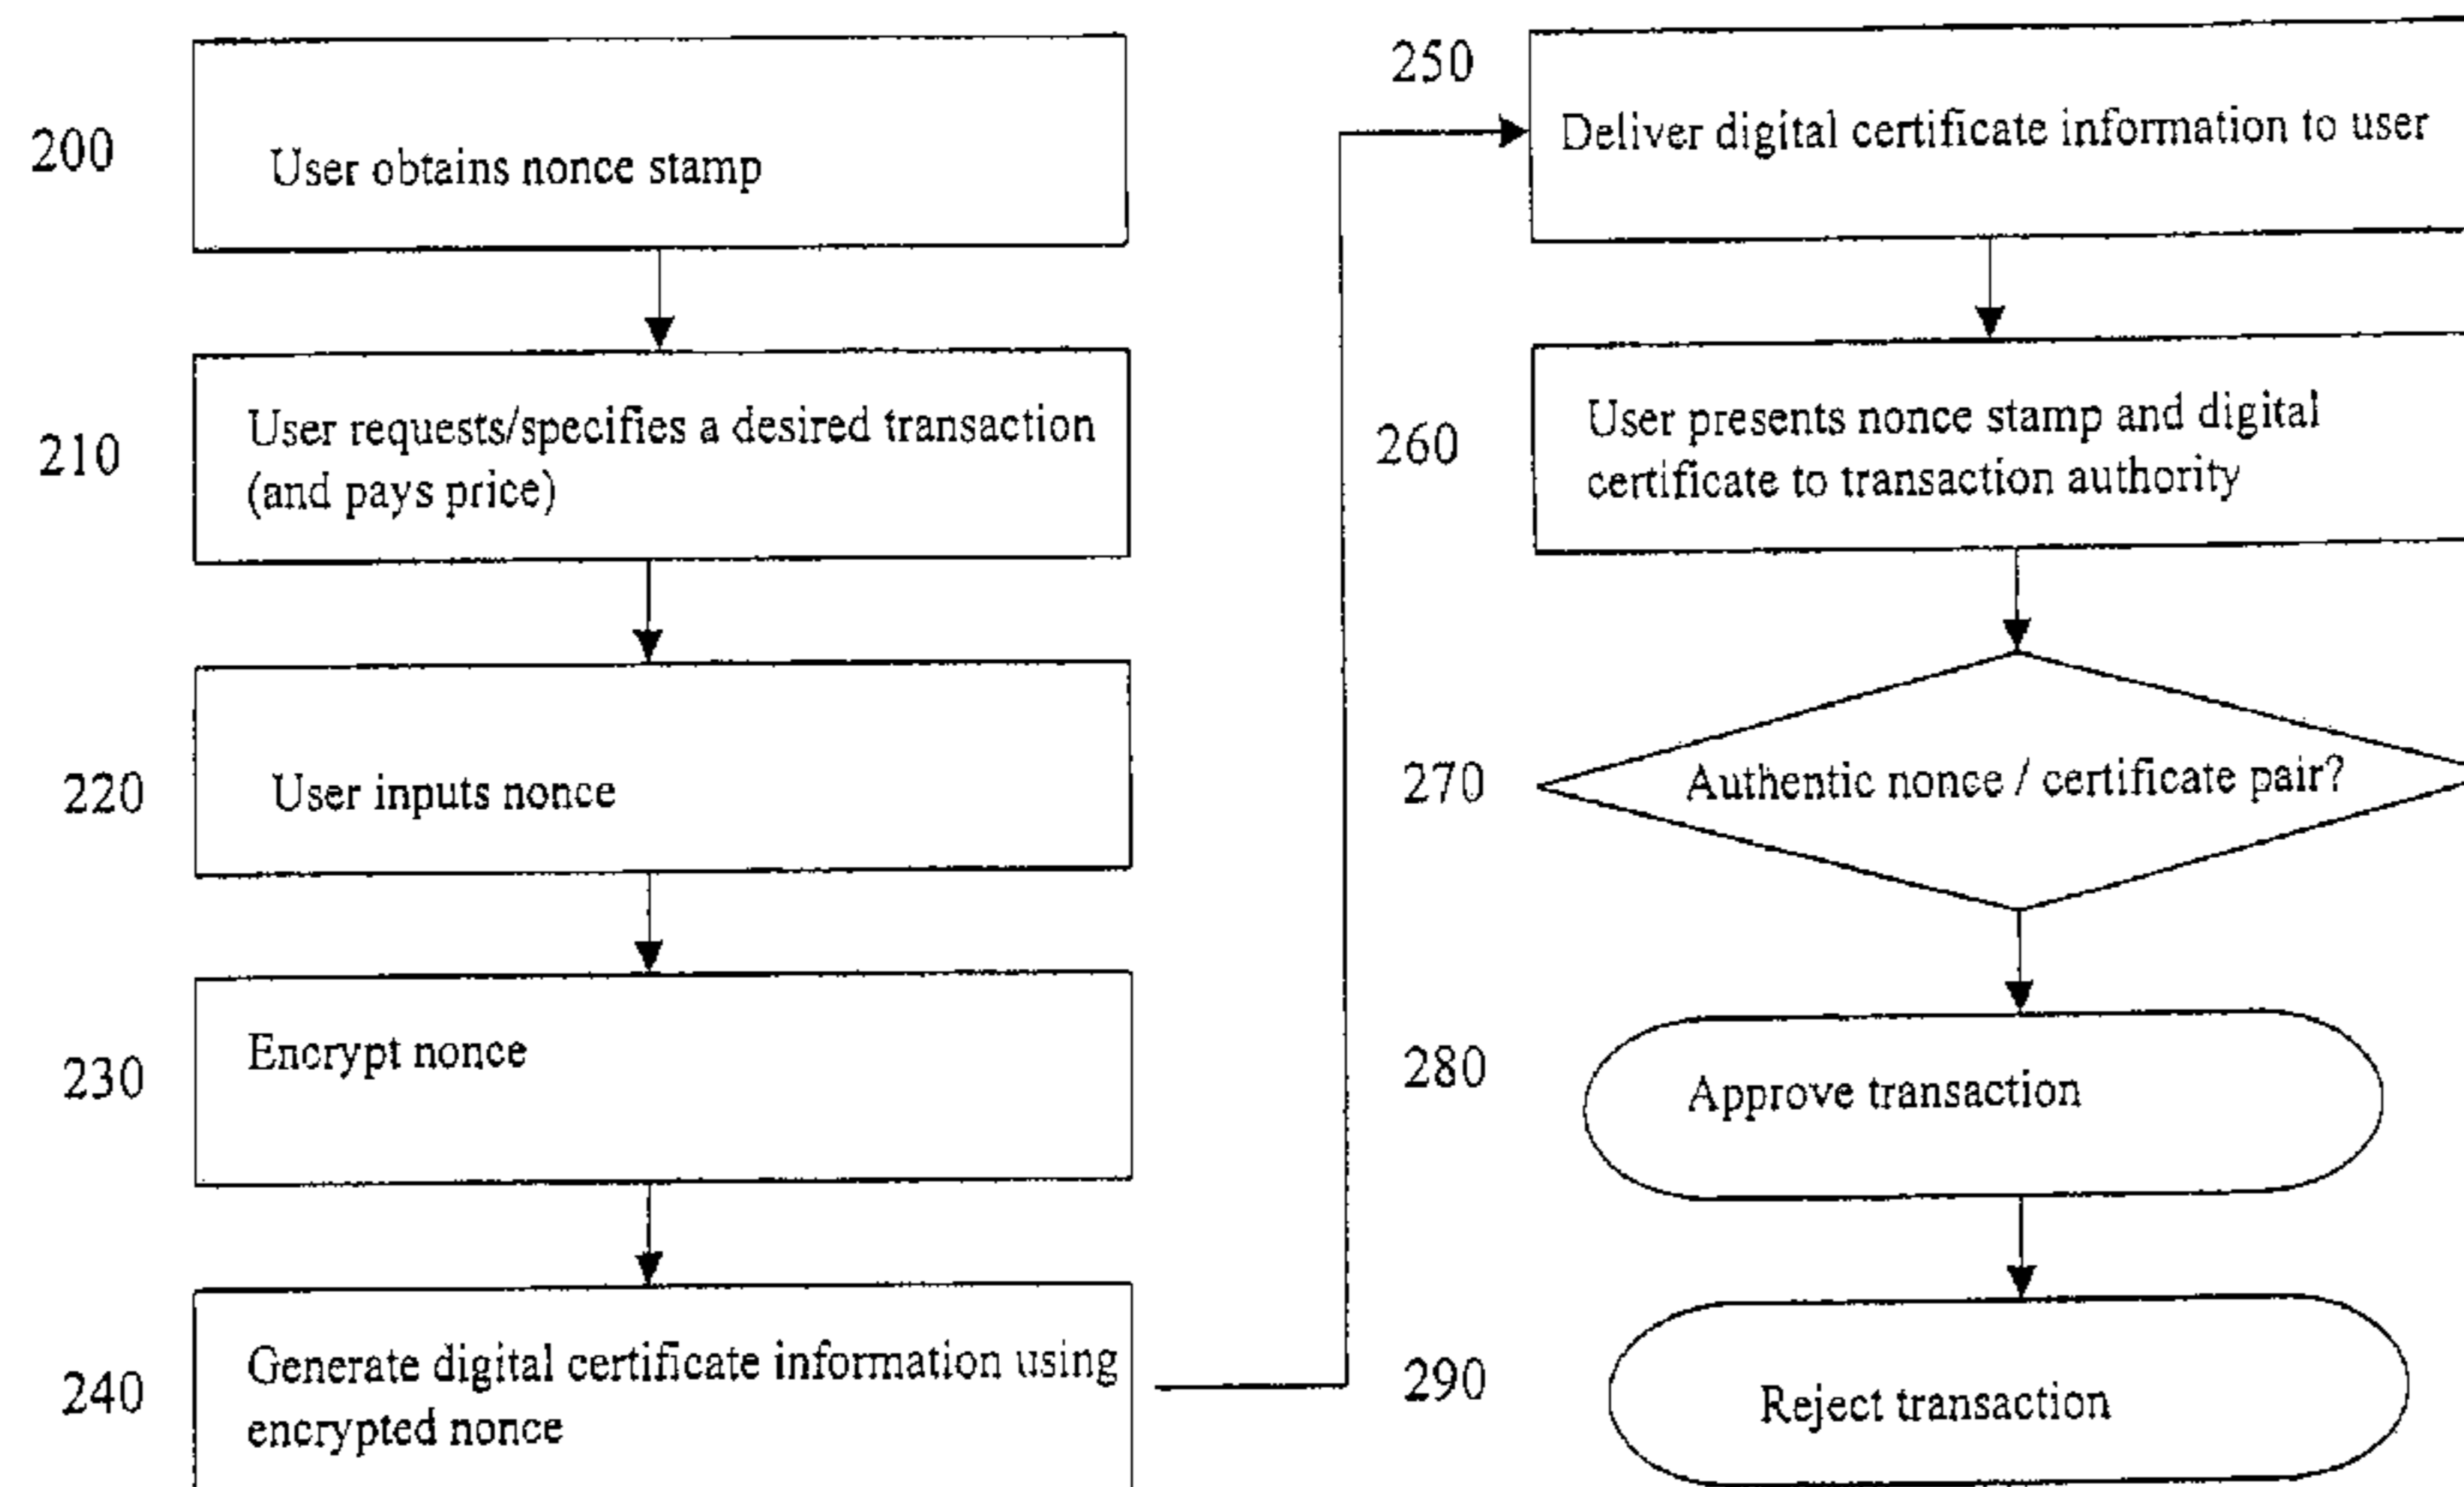 200
User obtains nonce stamp
210
User requests/specifies a desired transaction
(and pays price)
220
User inputs nonce
230
Encrypt nonce
240
Generate digital certificate information using
encrypted nonce
250
Deliver digital certificate information to user
260
User presents nonce stamp and digital
certificate to transaction authority
270
Authentic nonce / certificate pair?
280
Approve transaction
290
Reject transaction